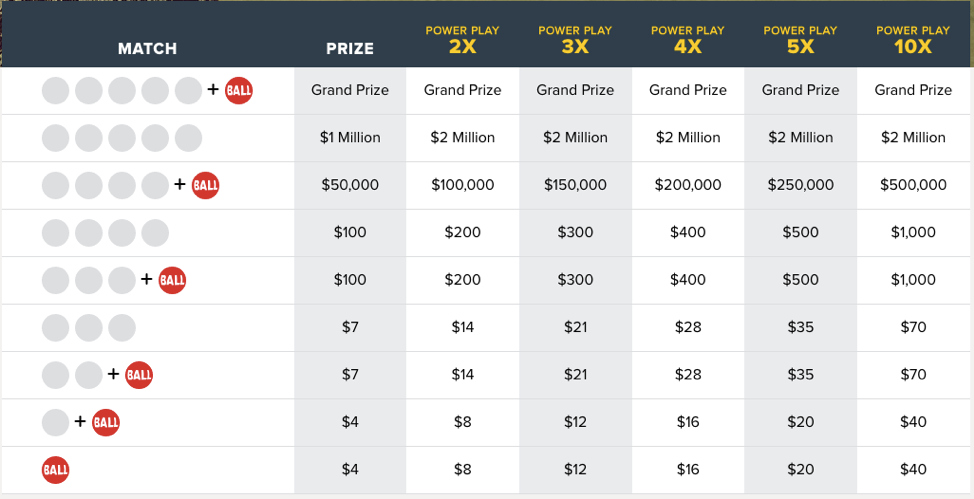 MATCH PRIZE POWER PLAY 2X POWER PLAY 3X POWER PLAY 4X POWER PLAY 5X POWER PLAY 10X
+ BALL Grand Prize Grand Prize Grand Prize Grand Prize Grand Prize Grand Prize
$1 Million $2 Million $2 Million $2 Million $2 Million $2 Million
+ BALL $50,000 $100,000 $150,000 $200,000 $250,000 $500,000
$100 $200 $300 $400 $500 $1,000
+ BALL $100 $200 $300 $400 $500 $1,000
$7 $14 $21 $28 $35 $70
+ BALL $7 $14 $21 $28 $35 $70
+ BALL $4 $8 $12 $16 $20 $40
BALL $4 $8 $12 $16 $20 $40